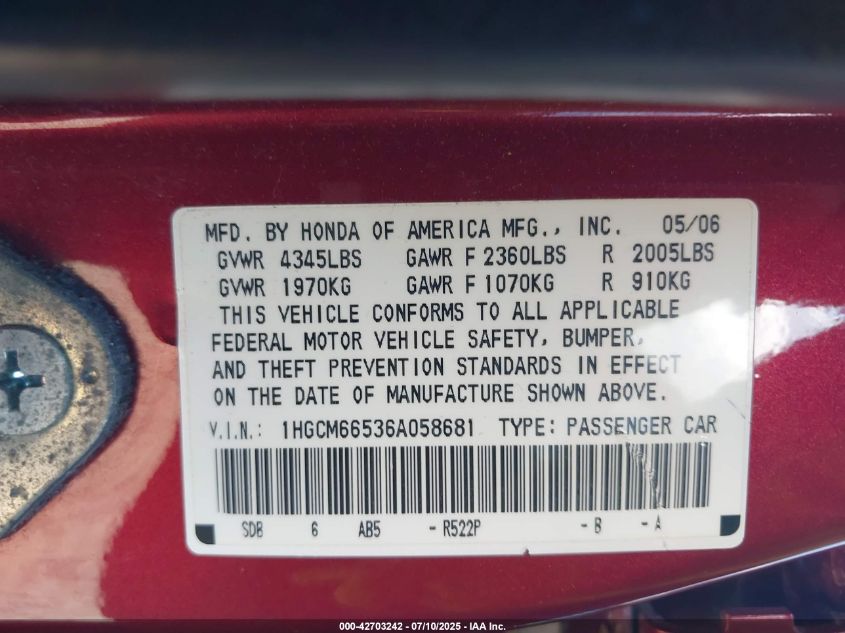 MFD. BY HONDA OF AMERICA MFG., INC. 05/06
GVWR 4345LBS GAWR F 2360LBS R 2005LBS
GVWR 1970KG GAWR F 1070KG R 910KG
THIS VEHICLE CONFORMS TO ALL APPLICABLE
FEDERAL MOTOR VEHICLE SAFETY, BUMPER,
AND THEFT PREVENTION STANDARDS IN EFFECT
ON THE DATE OF MANUFACTURE SHOWN ABOVE.
V.I.N.: 1HGCM66536A058681 TYPE: PASSENGER CAR
SDB 6 AB5 - R522P - B - A
000-42703242 - 07/10/2025 - IAA Inc.